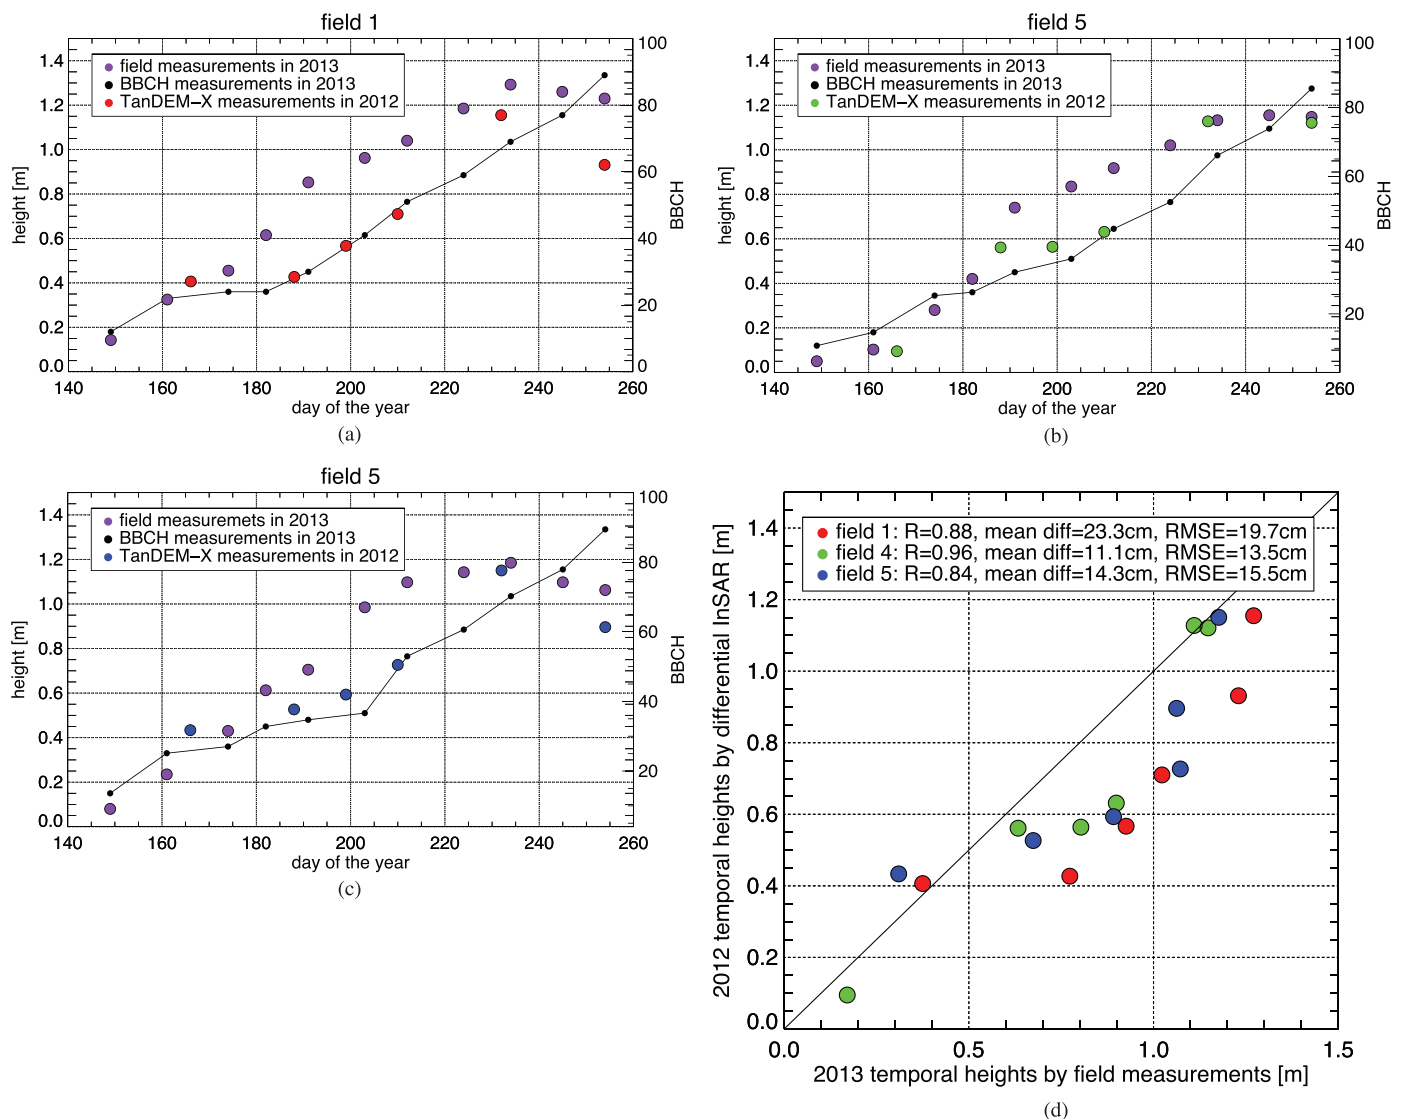 field 1
1.4
1.2
1.0
0.8
0.6
0.4
0.2
0.0
height [m]
field measurements in 2013
BBCH measurements in 2013
TanDEM-X measurements in 2012
100
80
60
40
20
0
BBCH
140 160 180 200 220 240 260
day of the year
(a)
field 5
1.4
1.2
1.0
0.8
0.6
0.4
0.2
0.0
height [m]
field measurements in 2013
BBCH measurements in 2013
TanDEM-X measurements in 2012
100
80
60
40
20
BBCH
140 160 180 200 220 240 260
day of the year
(b)
field 5
1.4
1.2
1.0
0.8
0.6
0.4
0.2
0.0
height [m]
field measuremets in 2013
BBCH measurements in 2013
TanDEM-X measurements in 2012
100
80
60
40
20
BBCH
140 160 180 200 220 240 260
day of the year
(c)
1.4
1.2
1.0
0.8
0.6
0.4
0.2
0.0
2012 temporal heights by differential InSAR [m]
field 1: R=0.88, mean diff=23.3cm, RMSE=19.7cm
field 4: R=0.96, mean diff=11.1cm, RMSE=13.5cm
field 5: R=0.84, mean diff=14.3cm, RMSE=15.5cm
0.0 0.5 1.0 1.5
2013 temporal heights by field measurements [m]
(d)